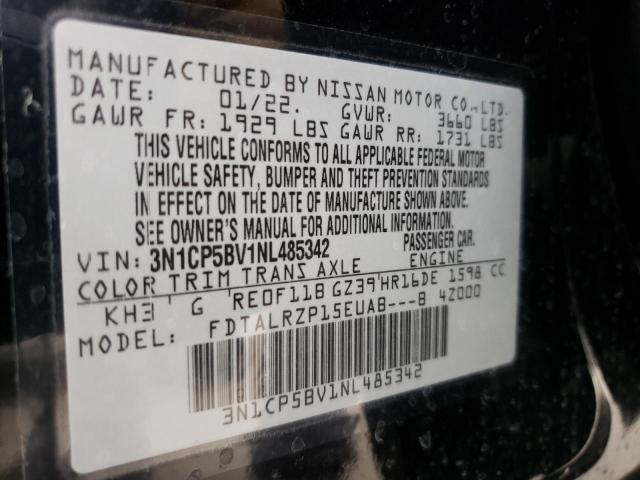 MANUFACTURED BY NISSAN MOTOR CO.,LTD.
DATE: 01/22. GVWR: 3660 LBS
GAWR FR: 1929 LBS GAWR RR: 1731 LBS
THIS VEHICLE CONFORMS TO ALL APPLICABLE FEDERAL MOTOR
VEHICLE SAFETY, BUMPER AND THEFT PREVENTION STANDARDS
IN EFFECT ON THE DATE OF MANUFACTURE SHOWN ABOVE.
SEE OWNER'S MANUAL FOR ADDITIONAL INFORMATION.
VIN: 3N1CP5BV1NL485342 PASSENGER CAR.
COLOR TRIM TRANS AXLE ENGINE
KH3 G RE0F11B GZ39 HR16DE 1598 CC
MODEL: FDTALRZP15EUAB---B 4Z000
3N1CP5BV1NL485342